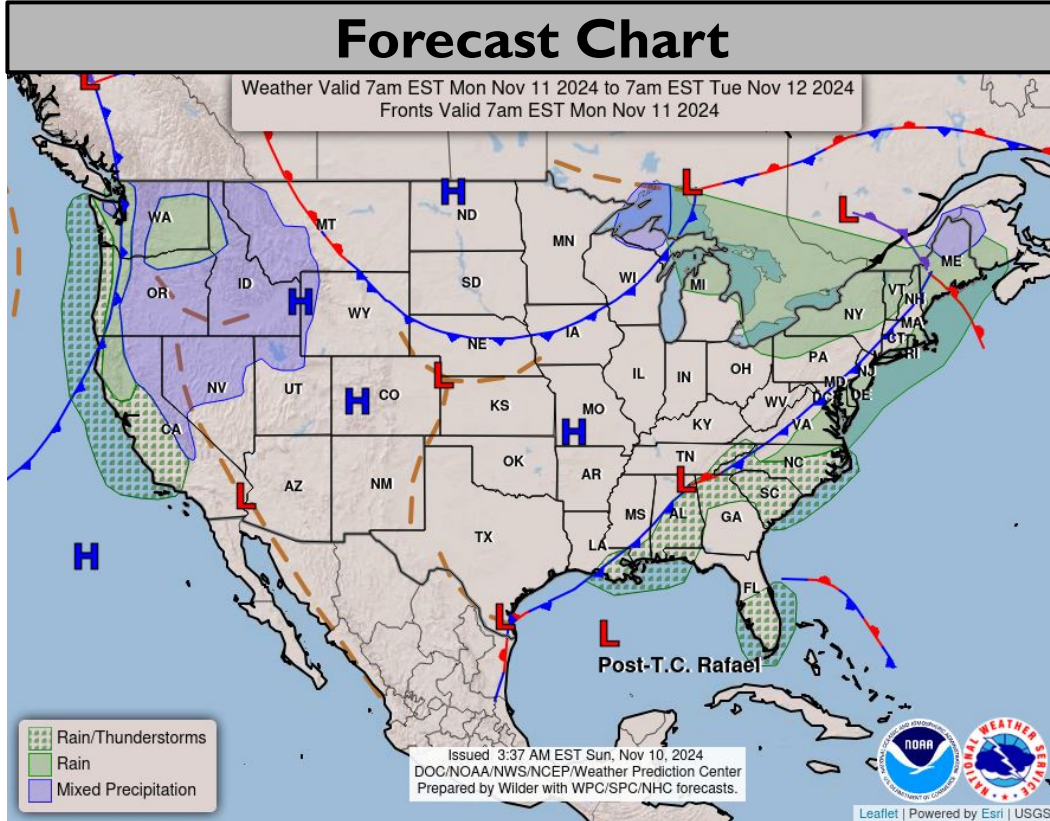 Forecast Chart
Weather Valid 7am EST Mon Nov 11 2024 to 7am EST Tue Nov 12 2024
Fronts Valid 7am EST Mon Nov 11 2024
L
H
L
L
WA
MT
ND
MN
ME
OR
ID
SD
WI
MI
VT
NH
H
WY
NY
MA
CT
RI
IA
NE
PA
NJ
L
NV
UT
H
CO
IL
IN
OH
MD
DE
DC
WV
KS
MO
KY
VA
CA
H
TN
NC
L
AZ
NM
OK
AR
L
SC
MS
AL
GA
H
TX
LA
FL
L
L
Post-T.C. Rafael
Rain/Thunderstorms
Rain
Mixed Precipitation
Issued 3:37 AM EST Sun, Nov 10, 2024
DOC/NOAA/NWS/NCEP/Weather Prediction Center
Prepared by Wilder with WPC/SPC/NHC forecasts.
NOAA
NATIONAL WEATHER SERVICE
Leaflet | Powered by Esri | USGS